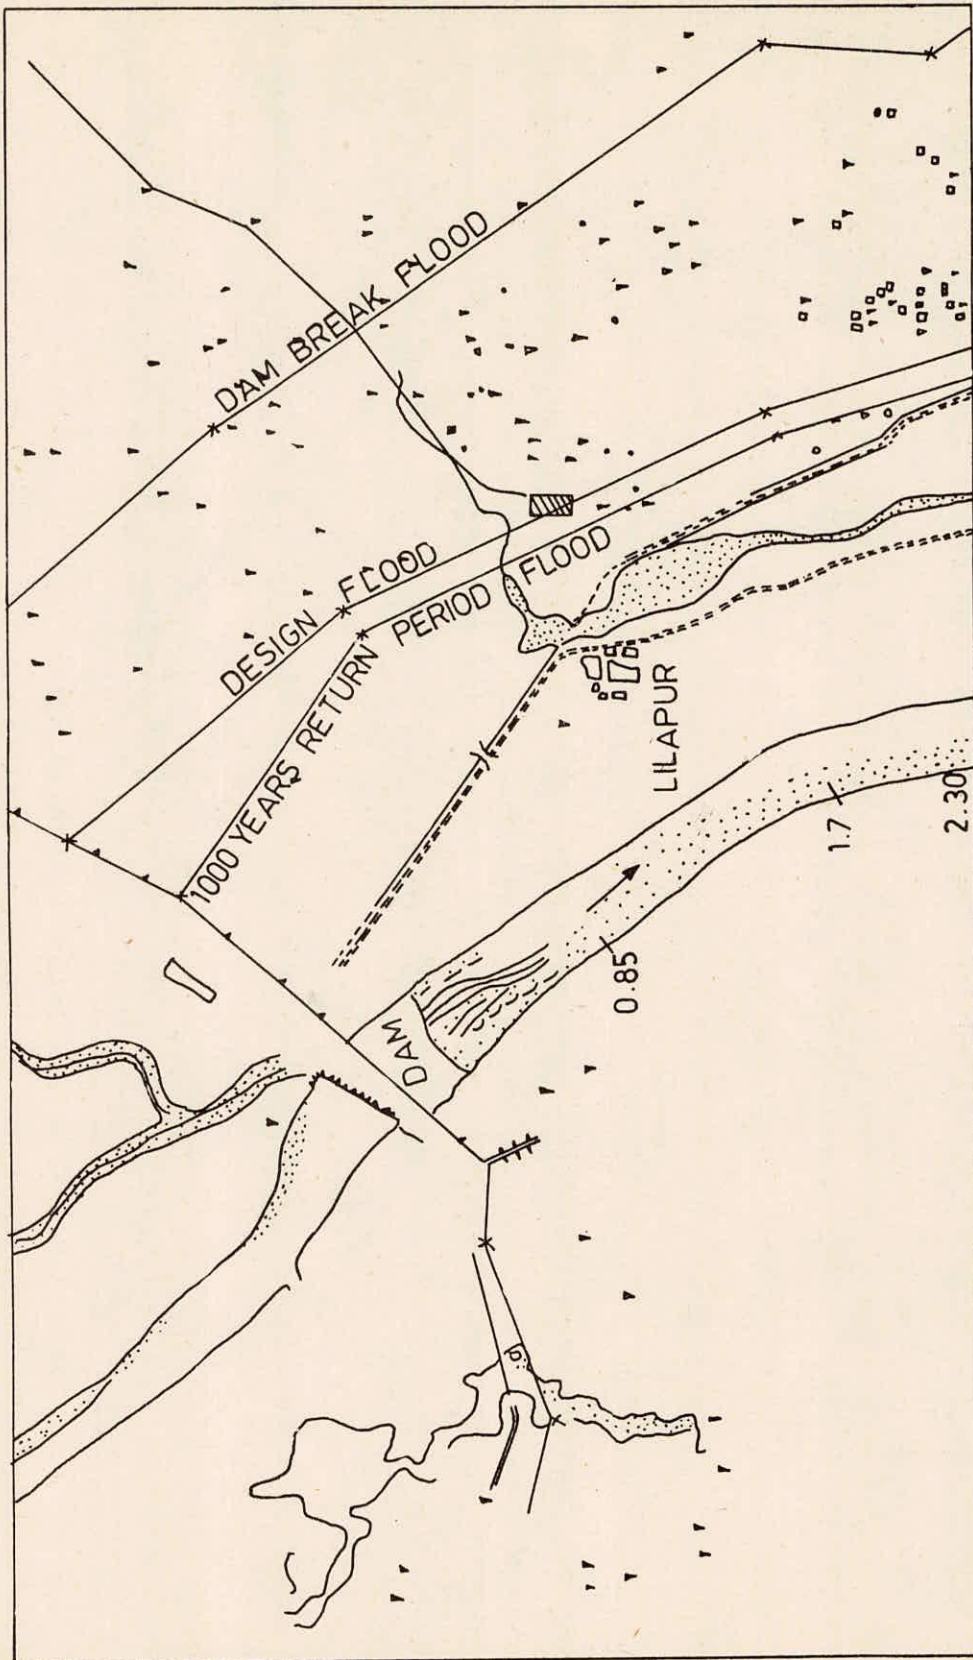 DAM BREAK FLOOD
DESIGN FLOOD
1000 YEARS RETURN PERIOD FLOOD
LILAPUR
DAM
0.85
1.7
2.30